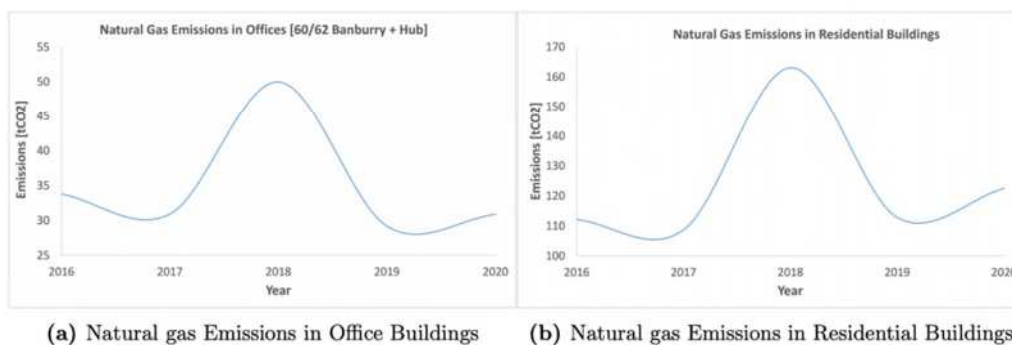 Natural Gas Emissions in Offices [60/62 Banburry + Hub]
Emissions [tCO2]
55
50
45
40
35
30
25
2016 2017 2018 2019 2020
Year
Natural Gas Emissions in Residential Buildings
Emissions [tCO2]
170
160
150
140
130
120
110
100
2016 2017 2018 2019 2020
Year
(a) Natural gas Emissions in Office Buildings
(b) Natural gas Emissions in Residential Buildings